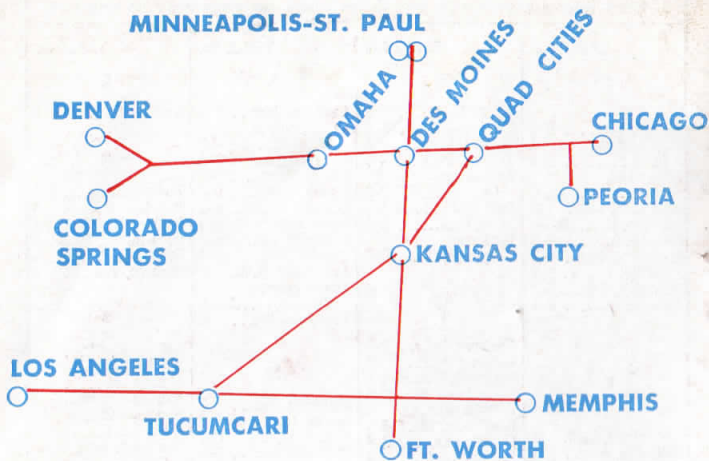 MINNEAPOLIS-ST. PAUL
DENVER
OMAHA
DES MOINES
QUAD CITIES
CHICAGO
COLORADO
SPRINGS
PEORIA
KANSAS CITY
LOS ANGELES
TUCUMCARI
MEMPHIS
FT. WORTH